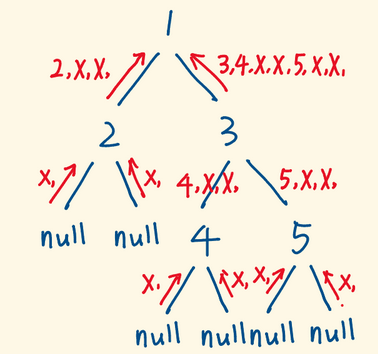 1
2,X,X, 3,4.X.X.5,X,X,
2 3
X, X, 4,X,X, 5,X,X,
null null 4 5
X, X, X, X,
null null null null